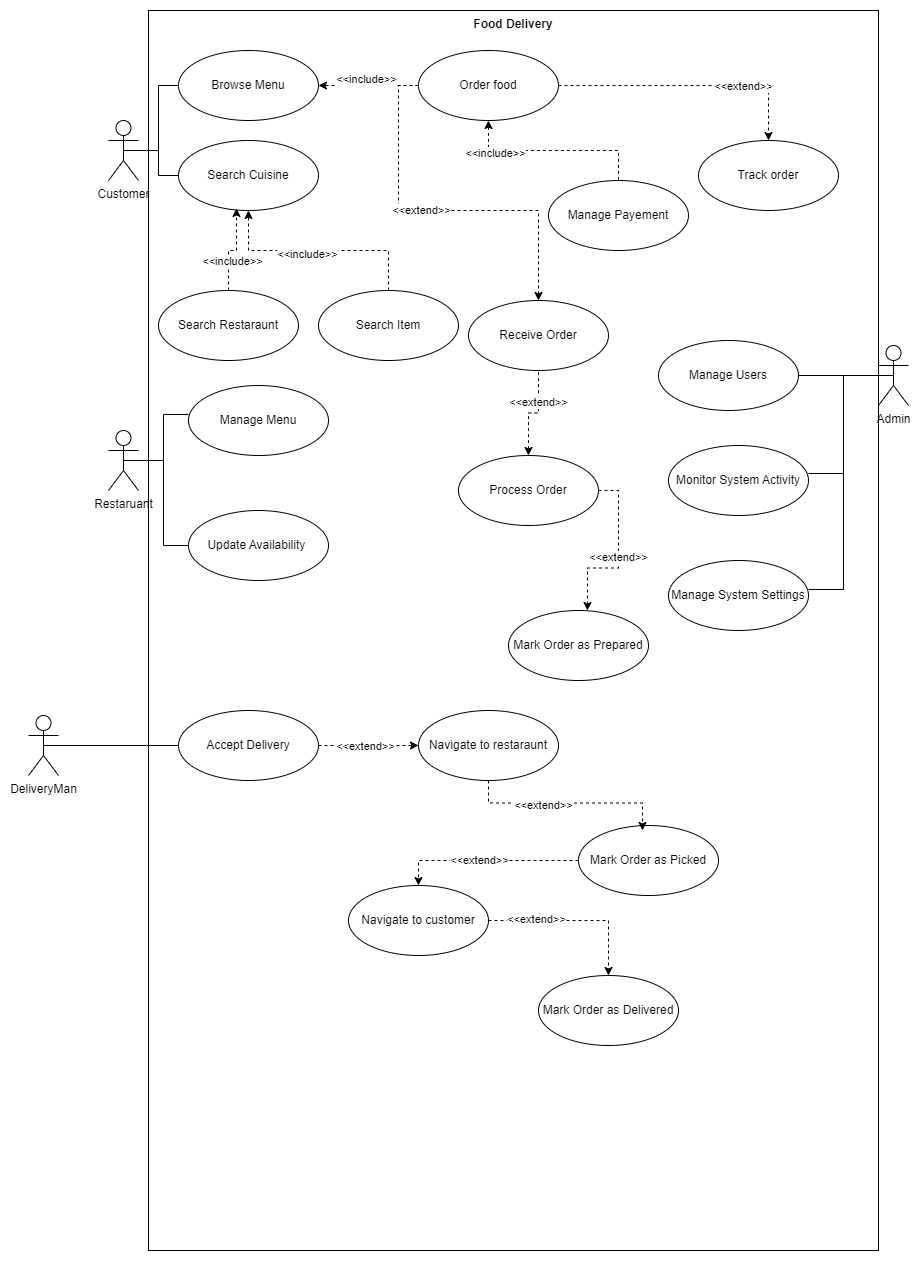 Food Delivery
Browse Menu
<<include>>
Order food
<<extend>>
Customer
Search Cuisine
<<include>>
Track order
<<extend>>
Manage Payement
<<include>>
<<include>>
Search Restaraunt
Search Item
Receive Order
Manage Users
Admin
<<extend>>
Manage Menu
Restaruant
Process Order
Monitor System Activity
Update Availability
<<extend>>
Manage System Settings
Mark Order as Prepared
DeliveryMan
Accept Delivery
<<extend>>
Navigate to restaraunt
<<extend>>
Mark Order as Picked
<<extend>>
Navigate to customer
<<extend>>
Mark Order as Delivered